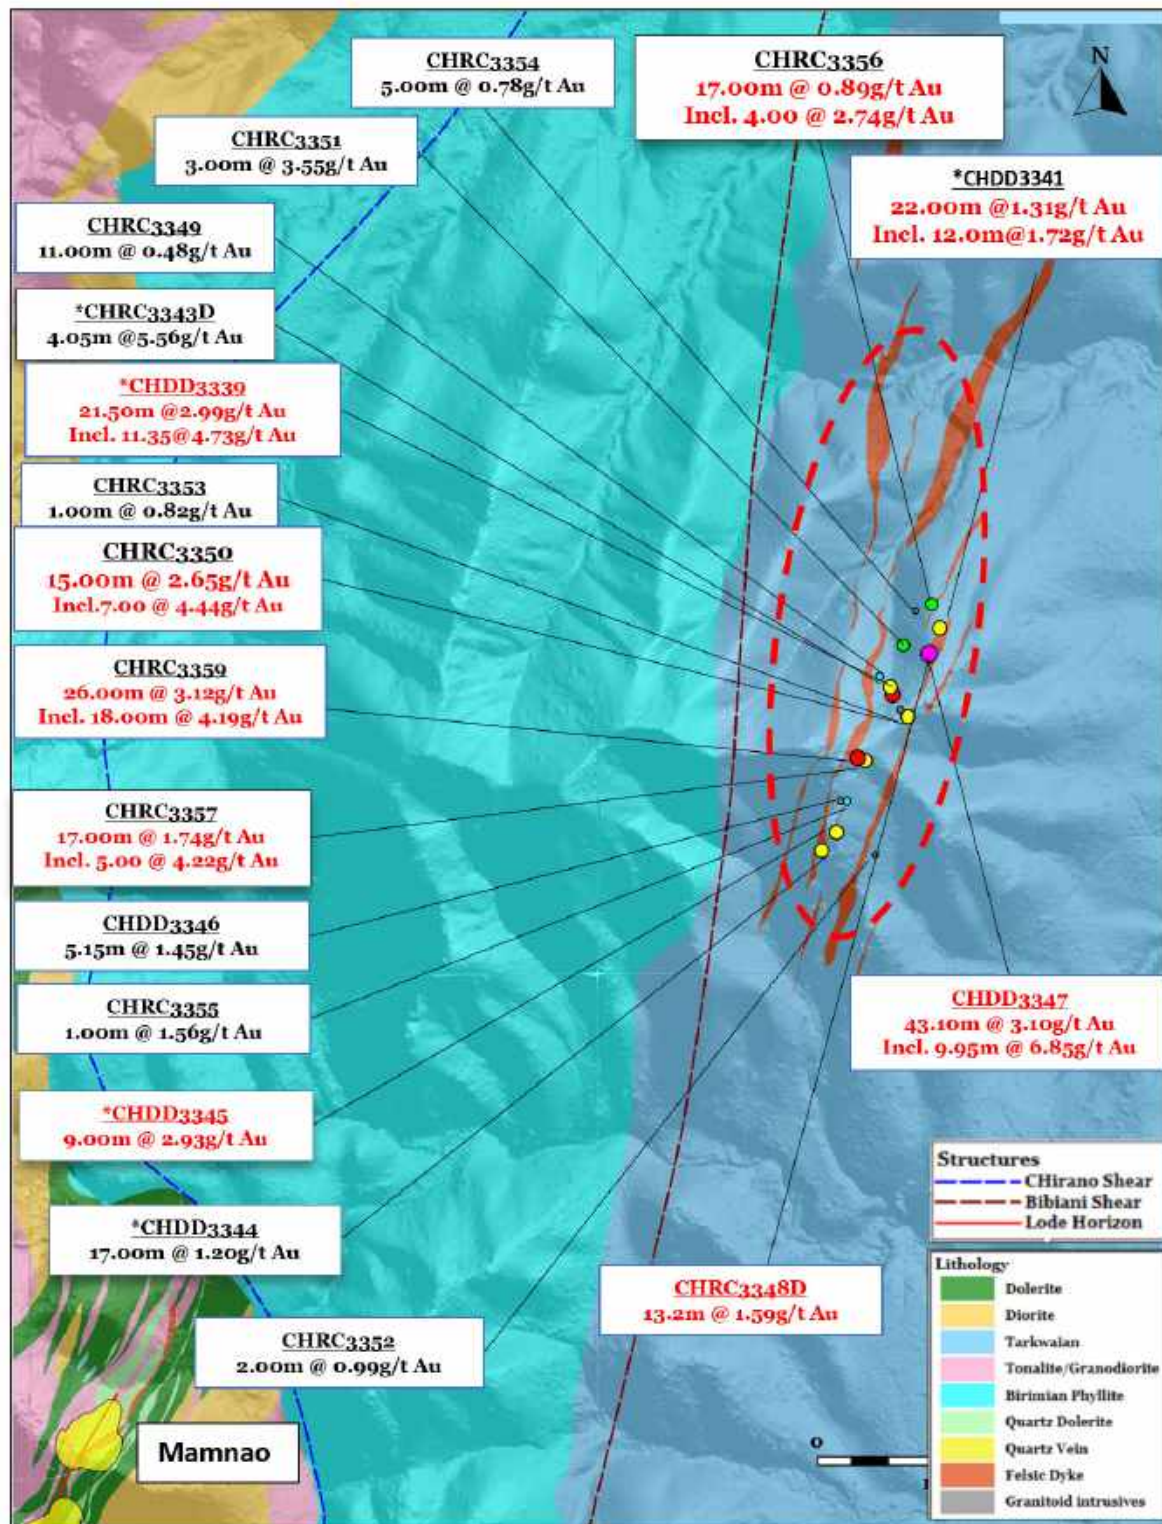 CHRC3354
5.00m @ 0.78g/t Au
CHRC3356
17.00m @ 0.89g/t Au
Incl. 4.00 @ 2.74g/t Au
N
CHRC3351
3.00m @ 3.55g/t Au
*CHDD3341
22.00m @1.31g/t Au
Incl. 12.0m@1.72g/t Au
CHRC3349
11.00m @ 0.48g/t Au
*CHRC3343D
4.05m @5.56g/t Au
*CHDD3339
21.50m @2.99g/t Au
Incl. 11.35@4.73g/t Au
CHRC3353
1.00m @ 0.82g/t Au
CHRC3350
15.00m @ 2.65g/t Au
Incl.7.00 @ 4.44g/t Au
CHRC3359
26.00m @ 3.12g/t Au
Incl. 18.00m @ 4.19g/t Au
CHRC3357
17.00m @ 1.74g/t Au
Incl. 5.00 @ 4.22g/t Au
CHDD3346
5.15m @ 1.45g/t Au
CHRC3355
1.00m @ 1.56g/t Au
CHDD3347
43.10m @ 3.10g/t Au
Incl. 9.95m @ 6.85g/t Au
*CHDD3345
9.00m @ 2.93g/t Au
*CHDD3344
17.00m @ 1.20g/t Au
CHRC3348D
13.2m @ 1.59g/t Au
CHRC3352
2.00m @ 0.99g/t Au
Mamnao
0
Structures
CHirano Shear
Bibiani Shear
Lode Horizon
Lithology
Dolerite
Diorite
Tarkwaian
Tonalite/Granodiorite
Birimian Phyllite
Quartz Dolerite
Quartz Vein
Felsic Dyke
Granitoid intrusives